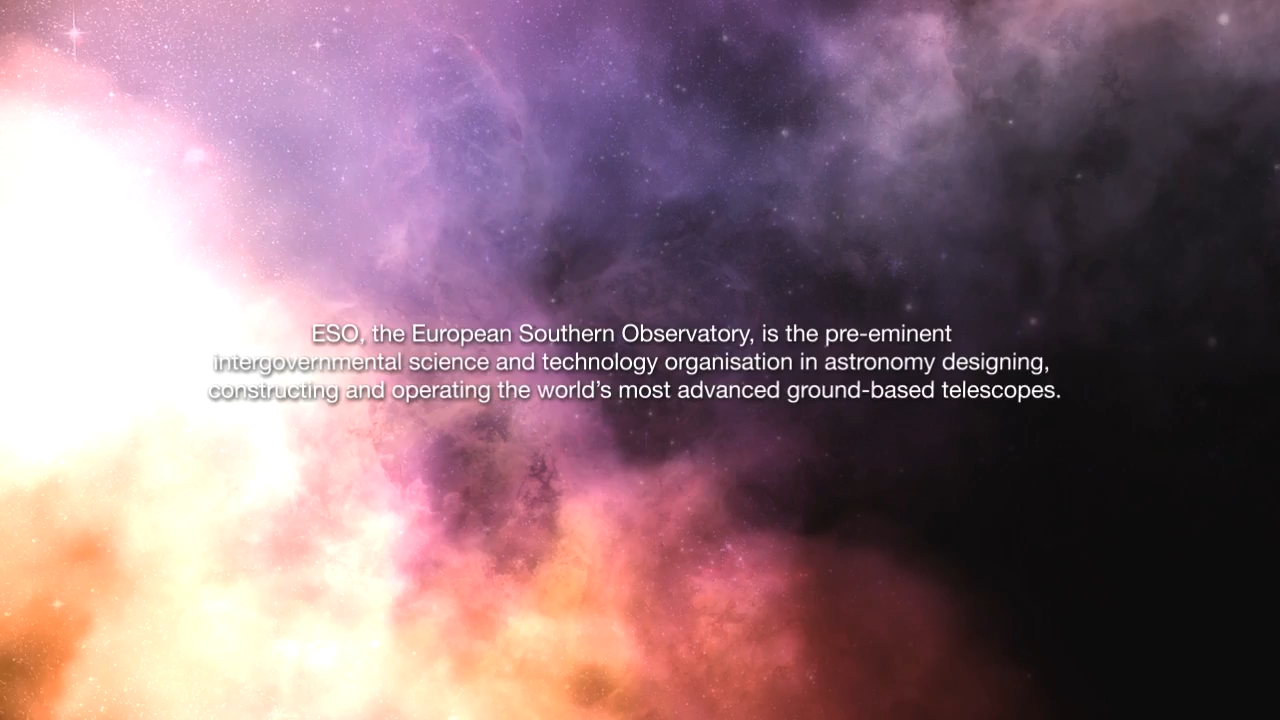 ESO, the European Southern Observatory, is the pre-eminent
intergovernmental science and technology organisation in astronomy designing,
constructing and operating the world’s most advanced ground-based telescopes.